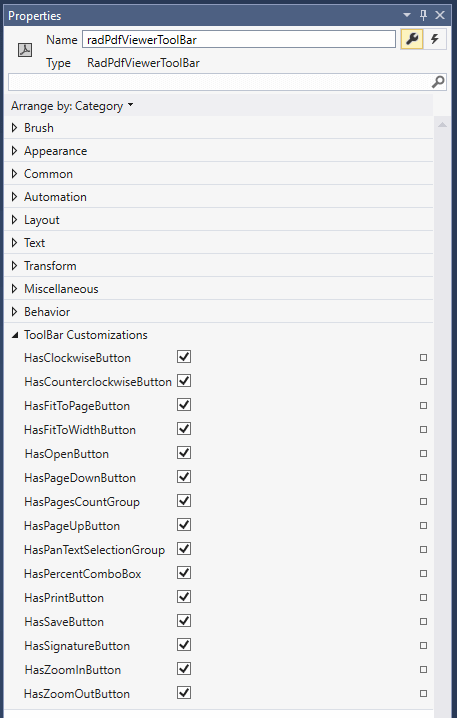 Properties
Name radPdfViewerToolBar
Type RadPdfViewerToolBar
Arrange by: Category
Brush
Appearance
Common
Automation
Layout
Text
Transform
Miscellaneous
Behavior
ToolBar Customizations
HasClockwiseButton
HasCounterclockwiseButton
HasFitToPageButton
HasFitToWidthButton
HasOpenButton
HasPageDownButton
HasPagesCountGroup
HasPageUpButton
HasPanTextSelectionGroup
HasPercentComboBox
HasPrintButton
HasSaveButton
HasSignatureButton
HasZoomInButton
HasZoomOutButton